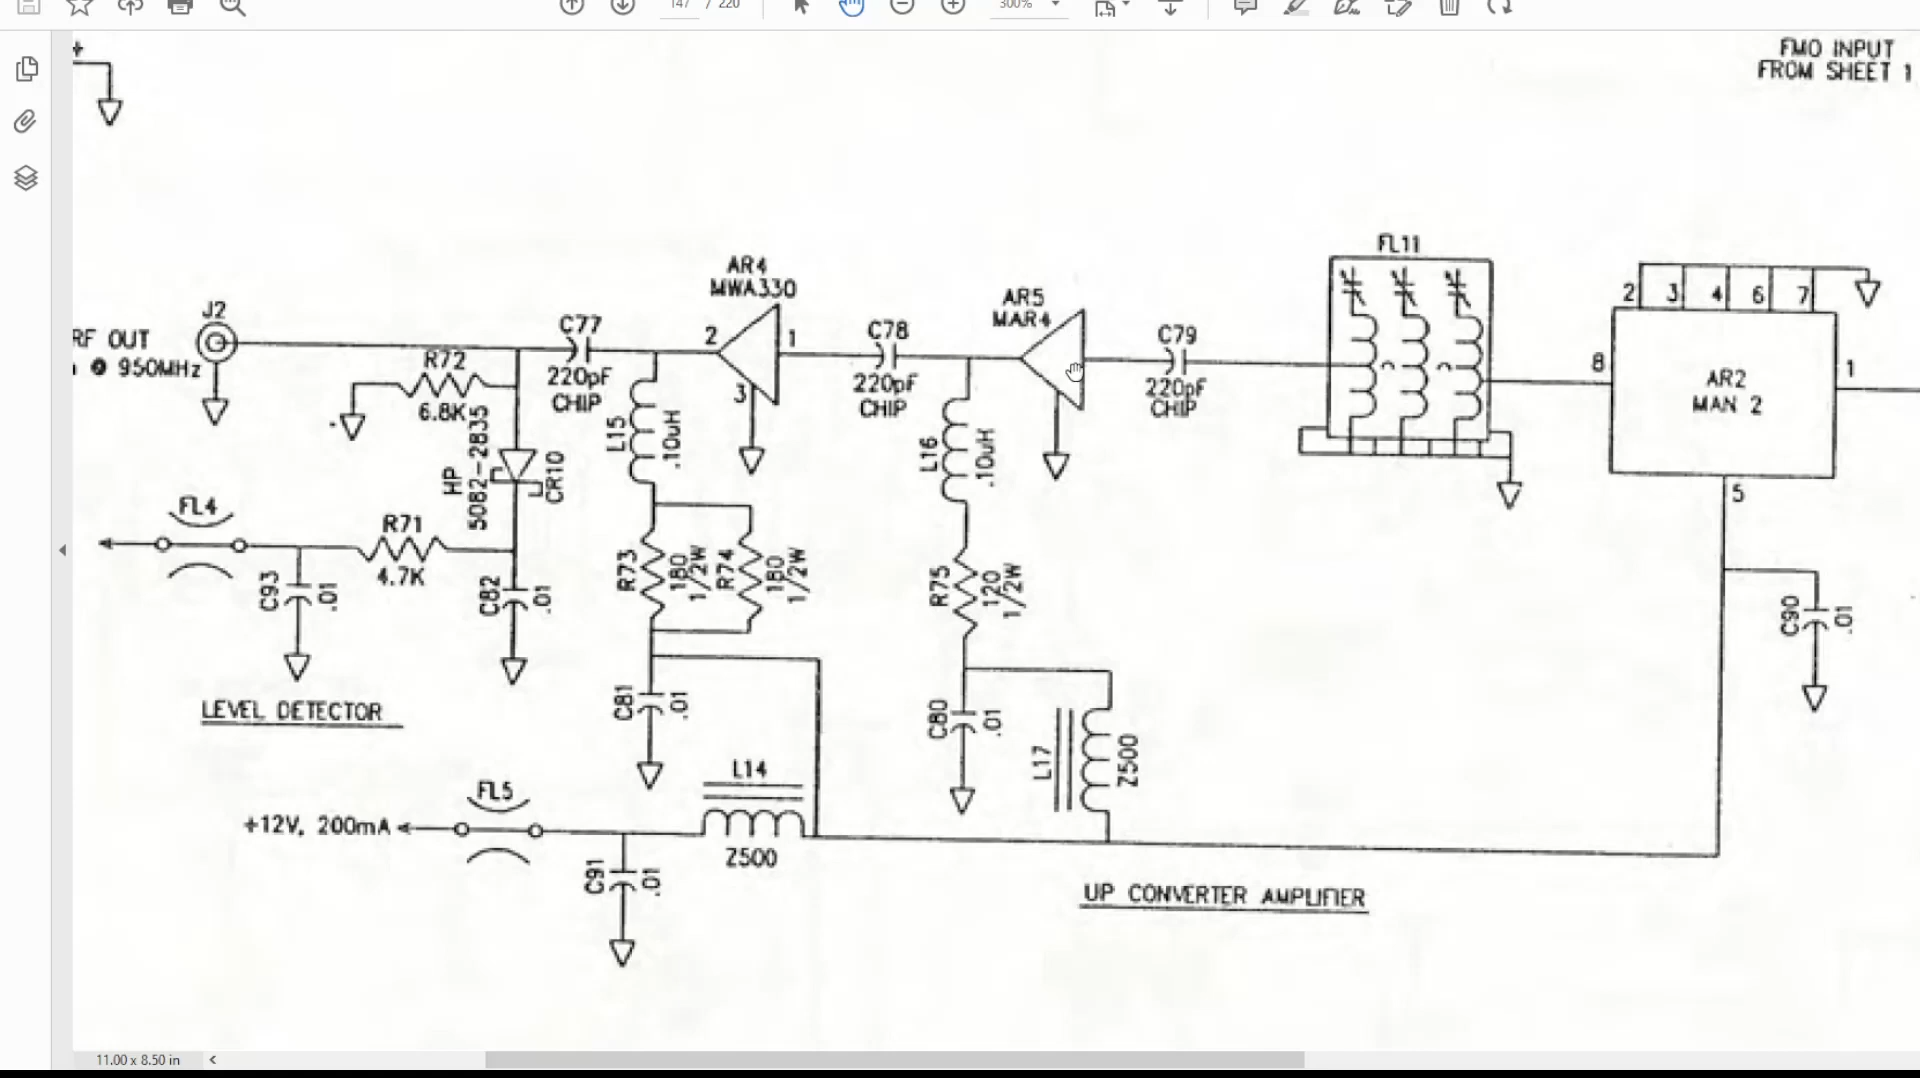 147 / 220
300%
FMO INPUT
FROM SHEET 1
FL11
AR4
MWA330
AR5
MAR4
J2
RF OUT
@ 950MHz
C77
220pF
CHIP
2
1
3
C78
220pF
CHIP
C79
220pF
CHIP
2
3
4
6
7
8
1
AR2
MAN 2
5
R72
6.8K
HP
5082-2835
CR10
L15
.10uH
L16
.10uH
FL4
R71
4.7K
C93
.01
C82
.01
R73
180
1/2W
R74
180
1/2W
R75
120
1/2W
C90
.01
LEVEL DETECTOR
C81
.01
C80
.01
L17
Z500
L14
Z500
FL5
+12V, 200mA
C91
.01
UP CONVERTER AMPLIFIER
11.00 x 8.50 in